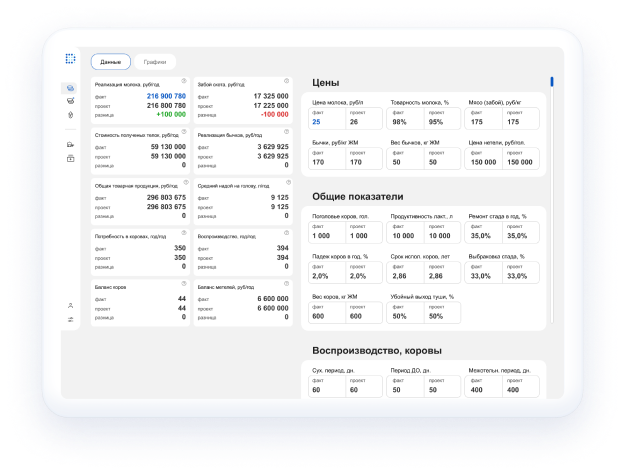 Данные Графики
Реализация молока, рубл/год
факт 216 900 780
проект 216 800 780
разница +100 000
Забой скота, рубл/год
факт 17 325 000
проект 17 225 000
разница -100 000
Стоимость полученых телок, руб/год
факт 59 130 000
проект 59 130 000
разница 0
Реализация бычков, руб/год
факт 3 629 925
проект 3 629 925
разница 0
Общая товарная продукция, руб/год
факт 296 803 675
проект 296 803 675
разница 0
Средний надой на голову, л/год
факт 9 125
проект 9 125
разница 0
Потребность в коровах, гол/год
факт 350
проект 350
разница 0
Воспроизводство, гол/год
факт 394
проект 394
разница 0
Баланс коров
факт 44
проект 44
разница 0
Баланс нетелей, руб/год
факт 6 600 000
проект 6 600 000
разница 0
Цены
Цена молока, руб/л Товарность молока, % Мясо (забой), руб/кг
факт проект факт проект факт проект
25 26 98% 95% 175 175
Бычки, руб/кг ЖМ Вес бычков, кг ЖМ Цена нетели, руб/гол.
факт проект факт проект факт проект
170 170 50 50 150 000 150 000
Общие показатели
Поголовье коров, гол. Продуктивность лакт., л Ремонт стада в год, %
факт проект факт проект факт проект
1 000 1 000 10 000 10 000 35,0% 35,0%
Падеж коров в год, % Срок испол. коров, лет Выбраковка стада, %
факт проект факт проект факт проект
2,0% 2,0% 2,86 2,86 33,0% 33,0%
Вес коров, кг ЖМ Убойный выход туши, %
факт проект факт проект
600 600 50% 50%
Воспроизводство, коровы
Сух. период, дн. Период ДО, дн. Межотельн. период, дн.
факт проект факт проект факт проект
60 60 50 50 400 400